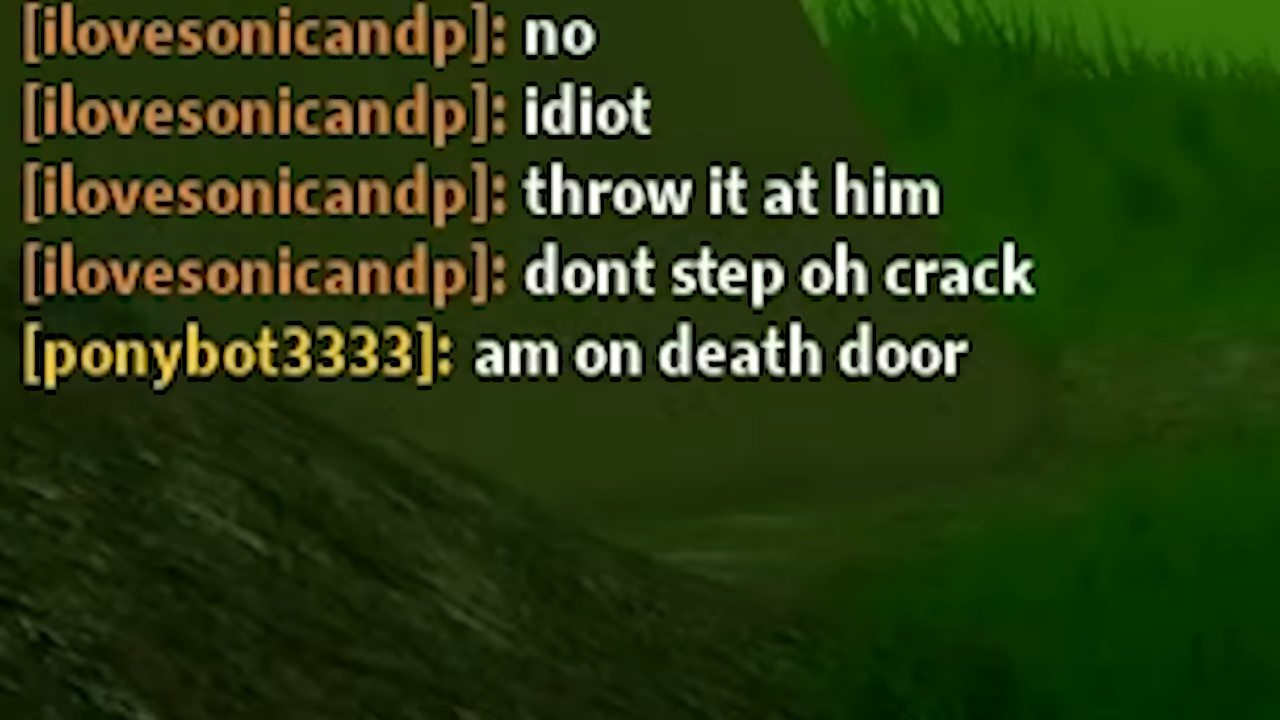 [ilovesonicandp]: no
[ilovesonicandp]: idiot
[ilovesonicandp]: throw it at him
[ilovesonicandp]: dont step oh crack
[ponybot3333]: am on death door